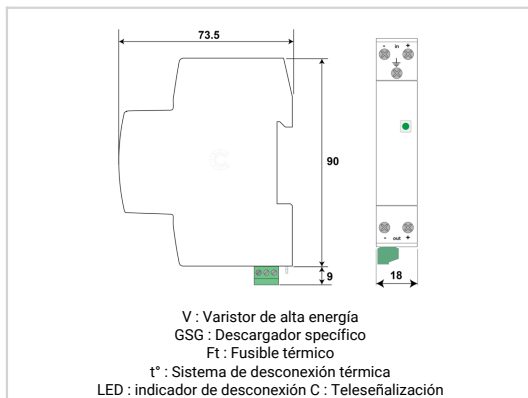 73.5
- in +
90
- out +
9
18
V : Varistor de alta energía
GSG : Descargador específico
Ft : Fusible térmico
t° : Sistema de desconexión térmica
LED : indicador de desconexión C : Teleseñalización